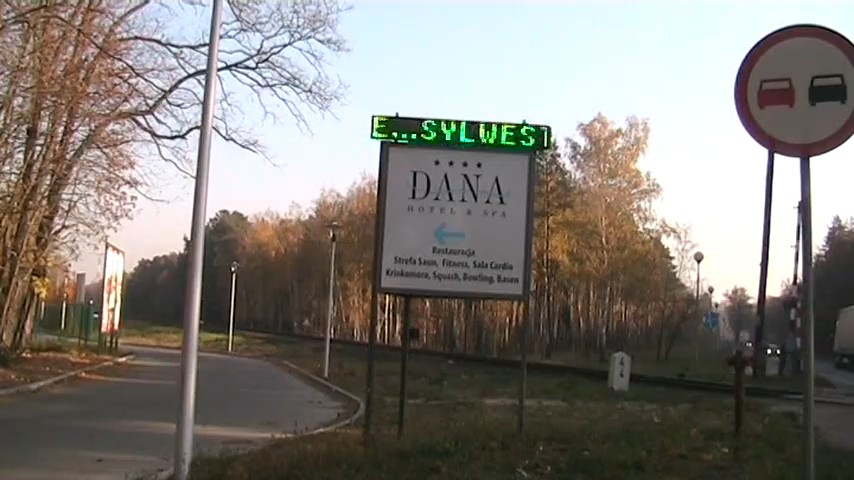 E...SYLWEST
DANA
HOTEL & SPA
Restauracja
Strefa Saun, Fitness, Sala Cardio
Kriokomora, Squash, Bowling, Basen